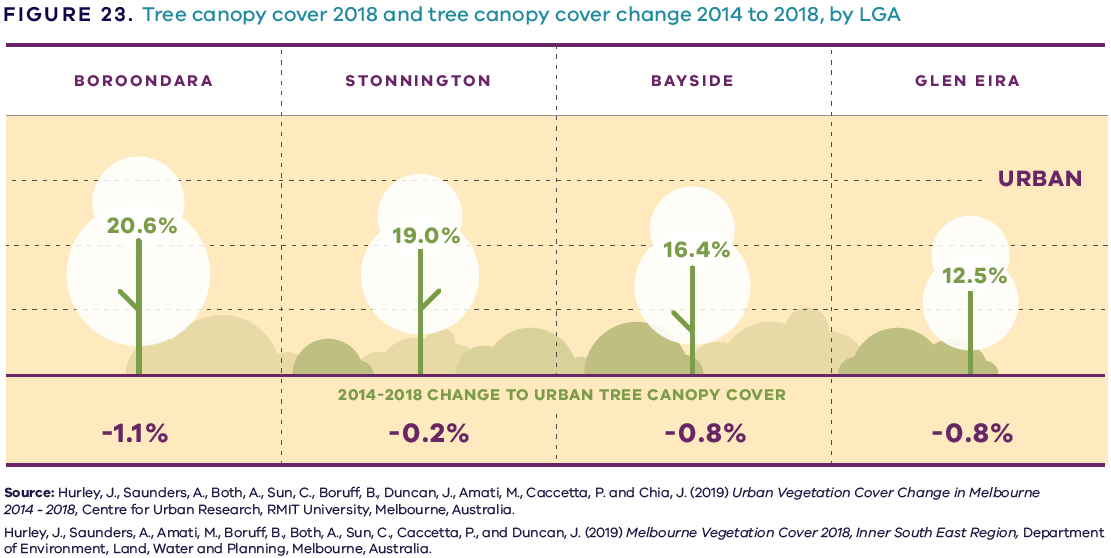 FIGURE 23. Tree canopy cover 2018 and tree canopy cover change 2014 to 2018, by LGA
BOROONDARA
STONNINGTON
BAYSIDE
GLEN EIRA
URBAN
20.6%
19.0%
16.4%
12.5%
2014-2018 CHANGE TO URBAN TREE CANOPY COVER
-1.1%
-0.2%
-0.8%
-0.8%
Source: Hurley, J., Saunders, A., Both, A., Sun, C., Boruff, B., Duncan, J., Amati, M., Caccetta, P. and Chia, J. (2019) Urban Vegetation Cover Change in Melbourne
2014 - 2018, Centre for Urban Research, RMIT University, Melbourne, Australia.
Hurley, J., Saunders, A., Amati, M., Boruff, B., Both, A., Sun, C., Caccetta, P., and Duncan, J. (2019) Melbourne Vegetation Cover 2018, Inner South East Region, Department
of Environment, Land, Water and Planning, Melbourne, Australia.